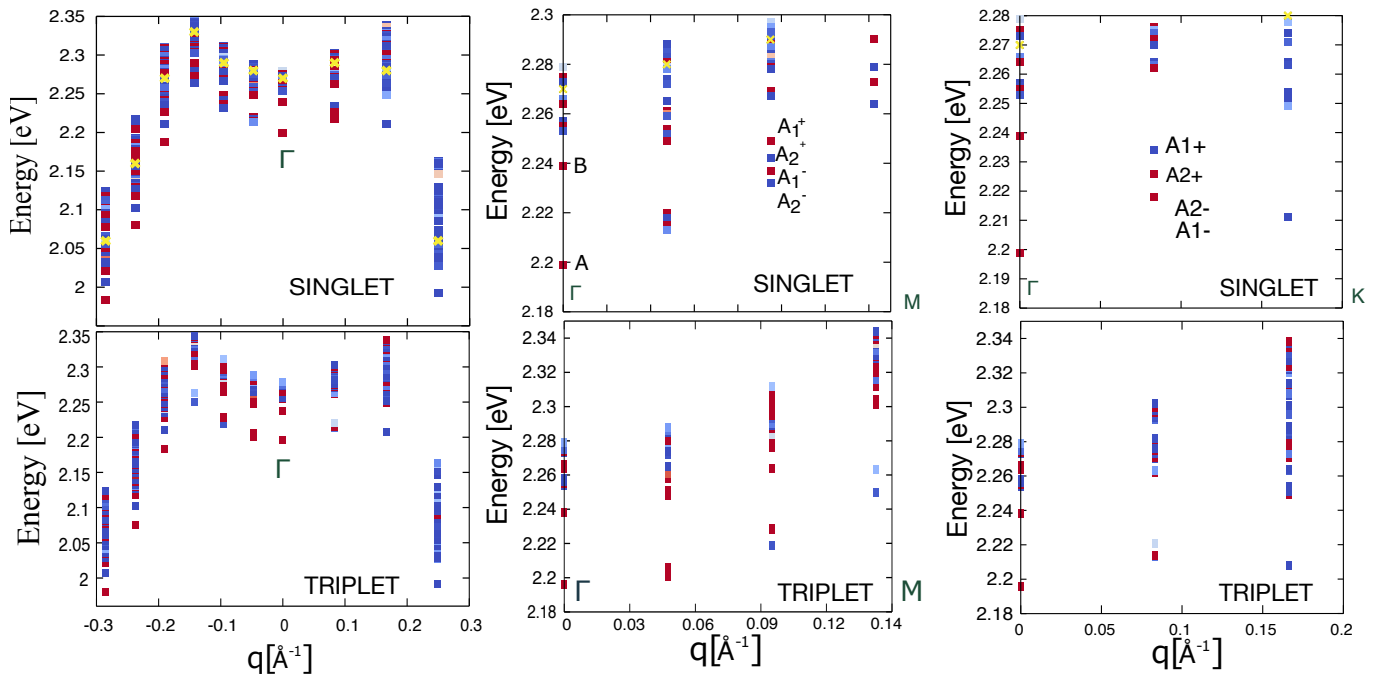 2.35
2.3
2.25
2.2
2.15
2.1
2.05
2
Energy [eV]
Γ
SINGLET
2.3
2.28
2.26
2.24
2.22
2.2
2.18
Energy [eV]
B
A
A1+
A2+
A1-
A2-
Γ
SINGLET
M
2.28
2.27
2.26
2.25
2.24
2.23
2.22
2.21
2.2
2.19
2.18
Energy [eV]
A1+
A2+
A2-
A1-
Γ
SINGLET
K
2.35
2.3
2.25
2.2
2.15
2.1
2.05
2
Energy [eV]
Γ
TRIPLET
-0.3
-0.2
-0.1
0
0.1
0.2
0.3
q[Å-1]
2.34
2.32
2.3
2.28
2.26
2.24
2.22
2.2
2.18
Energy [eV]
Γ
TRIPLET
M
0
0.03
0.06
0.09
0.12
0.14
q[Å-1]
2.34
2.32
2.3
2.28
2.26
2.24
2.22
2.2
2.18
Energy [eV]
TRIPLET
0
0.05
0.1
0.15
0.2
q[Å-1]